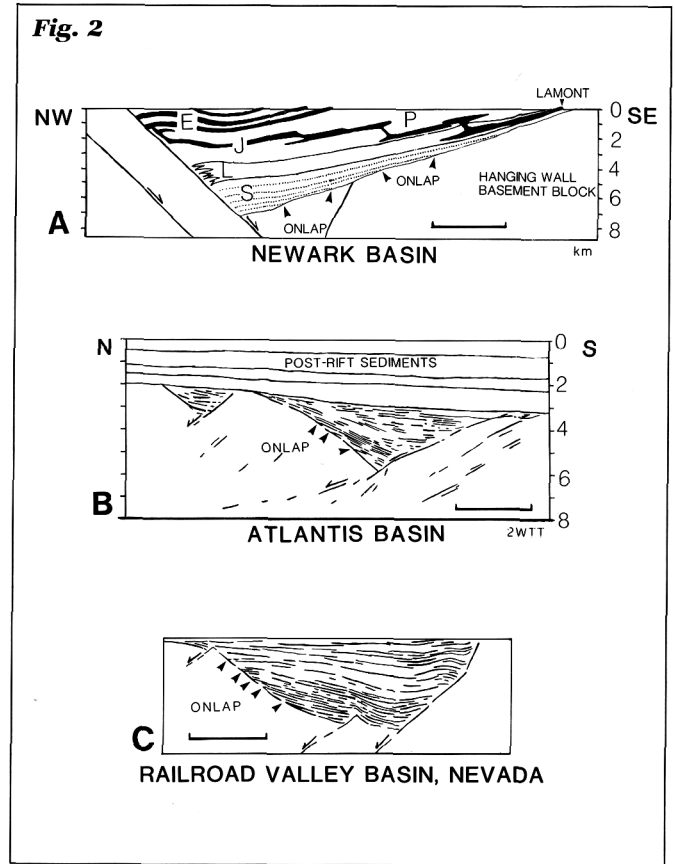 Fig. 2
LAMONT
NW
SE
0
2
4
6
8
km
E
P
J
L
S
ONLAP
ONLAP
HANGING WALL
BASEMENT BLOCK
A
NEWARK BASIN
N
S
0
2
4
6
8
POST-RIFT SEDIMENTS
ONLAP
B
2WTT
ATLANTIS BASIN
ONLAP
C
RAILROAD VALLEY BASIN, NEVADA